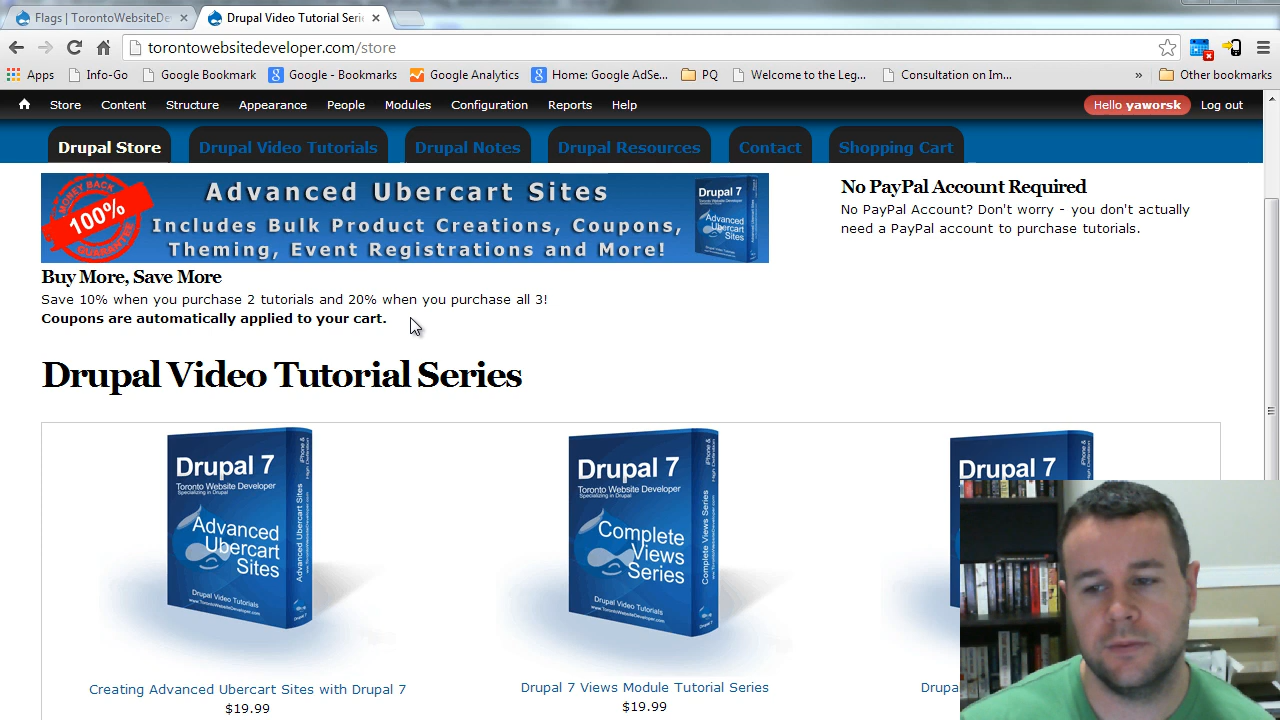 Flags | TorontoWebsiteDe
Drupal Video Tutorial Seri
torontowebsitedeveloper.com/store
Apps Info-Go Google Bookmark Google - Bookmarks Google Analytics Home: Google AdSe... PC Welcome to the Leg... Consultation on Im... » Other bookmarks
Store Content Structure Appearance People Modules Configuration Reports Help Hello yaworsk Log out
Drupal Store Drupal Video Tutorials Drupal Notes Drupal Resources Contact Shopping Cart
MONEY BACK
100%
GUARANTEE
Advanced Ubercart Sites
Includes Bulk Product Creations, Coupons,
Theming, Event Registrations and More!
Drupal 7
Advanced
Ubercart
Sites
No PayPal Account Required
No PayPal Account? Don't worry - you don't actually
need a PayPal account to purchase tutorials.
Buy More, Save More
Save 10% when you purchase 2 tutorials and 20% when you purchase all 3!
Coupons are automatically applied to your cart.
Drupal Video Tutorial Series
Drupal 7
Toronto Website Developer
Specializing in Drupal
Advanced
Ubercart
Sites
Drupal Video Tutorials
www.TorontoWebsiteDeveloper.com
Advanced Ubercart Sites
Drupal 7
Toronto Website Developer
Specializing in Drupal
Complete
Views
Series
Drupal Video Tutorials
www.TorontoWebsiteDeveloper.com
Complete Views Series
Drupal 7
Creating Advanced Ubercart Sites with Drupal 7
$19.99
Drupal 7 Views Module Tutorial Series
$19.99
Drupa